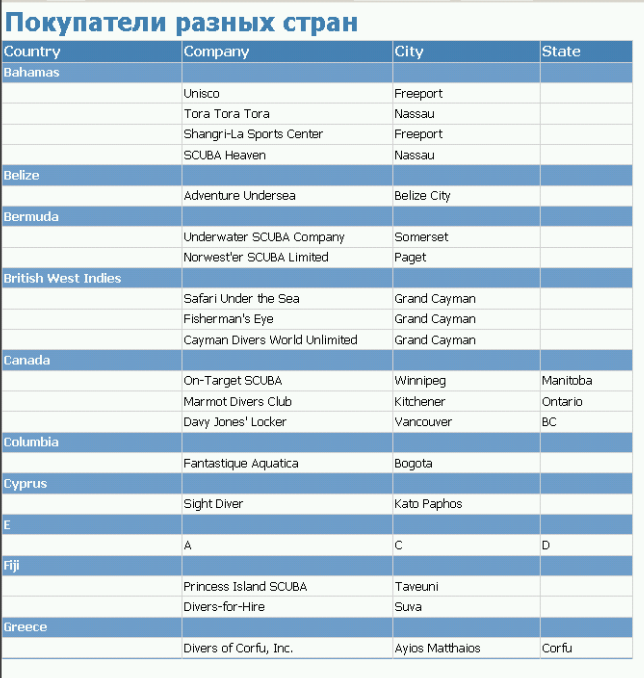 Покупатели разных стран
Country Company City State
Bahamas
Unisco Freeport
Tora Tora Tora Nassau
Shangri-La Sports Center Freeport
SCUBA Heaven Nassau
Belize
Adventure Undersea Belize City
Bermuda
Underwater SCUBA Company Somerset
Norwest'er SCUBA Limited Paget
British West Indies
Safari Under the Sea Grand Cayman
Fisherman's Eye Grand Cayman
Cayman Divers World Unlimited Grand Cayman
Canada
On-Target SCUBA Winnipeg Manitoba
Marmot Divers Club Kitchener Ontario
Davy Jones' Locker Vancouver BC
Columbia
Fantastique Aquatica Bogota
Cyprus
Sight Diver Kato Paphos
E
A C D
Fiji
Princess Island SCUBA Taveuni
Divers-for-Hire Suva
Greece
Divers of Corfu, Inc. Ayios Matthaios Corfu